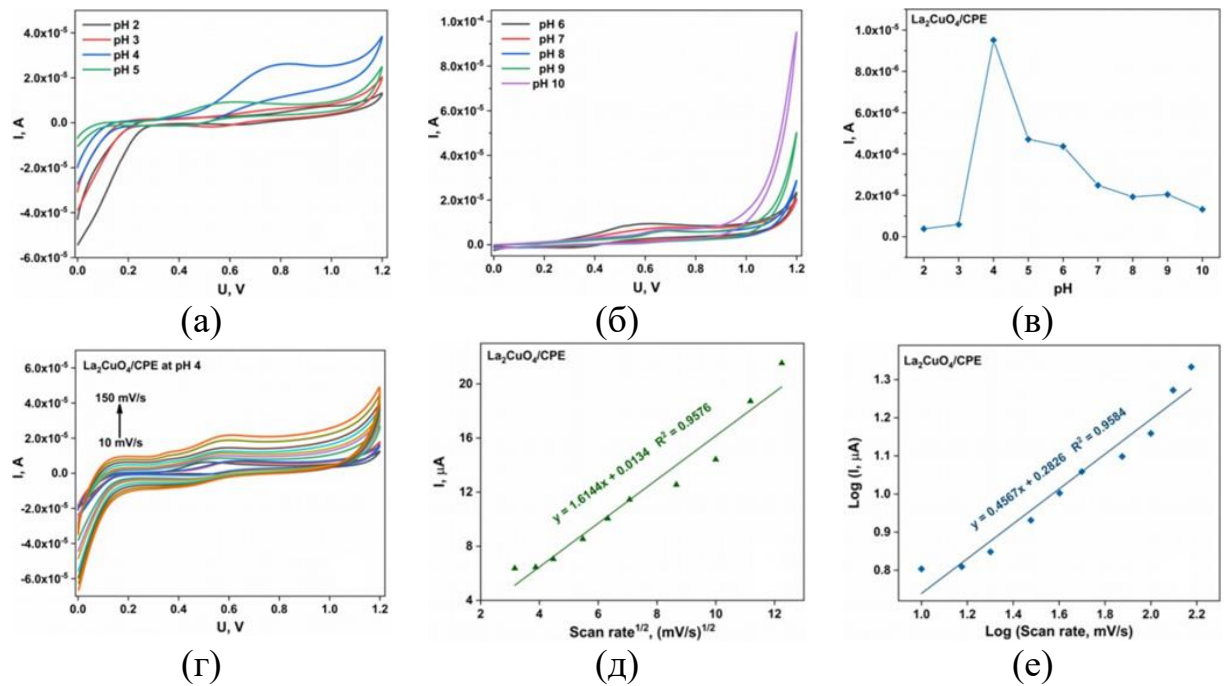 pH 2
pH 3
pH 4
pH 5
4.0x10⁻⁵
2.0x10⁻⁵
0.0
-2.0x10⁻⁵
-4.0x10⁻⁵
-6.0x10⁻⁵
I, A
0.0 0.2 0.4 0.6 0.8 1.0 1.2
U, V
(а)
pH 6
pH 7
pH 8
pH 9
pH 10
1.0x10⁻⁴
8.0x10⁻⁵
6.0x10⁻⁵
4.0x10⁻⁵
2.0x10⁻⁵
0.0
I, A
0.0 0.2 0.4 0.6 0.8 1.0 1.2
U, V
(б)
La₂CuO₄/CPE
1.0x10⁻⁵
8.0x10⁻⁶
6.0x10⁻⁶
4.0x10⁻⁶
2.0x10⁻⁶
0.0
I, A
2 3 4 5 6 7 8 9 10
pH
(в)
La₂CuO₄/CPE at pH 4
150 mV/s
10 mV/s
6.0x10⁻⁵
4.0x10⁻⁵
2.0x10⁻⁵
0.0
-2.0x10⁻⁵
-4.0x10⁻⁵
-6.0x10⁻⁵
I, A
0.0 0.2 0.4 0.6 0.8 1.0 1.2
U, V
(г)
La₂CuO₄/CPE
y = 1.6144x + 0.0134 R² = 0.9576
20
16
12
8
4
I, µA
2 4 6 8 10 12
Scan rate¹ᐟ², (mV/s)¹ᐟ²
(д)
La₂CuO₄/CPE
y = 0.4567x + 0.2826 R² = 0.9584
1.3
1.2
1.1
1.0
0.9
0.8
Log (I, µA)
1.0 1.2 1.4 1.6 1.8 2.0 2.2
Log (Scan rate, mV/s)
(е)